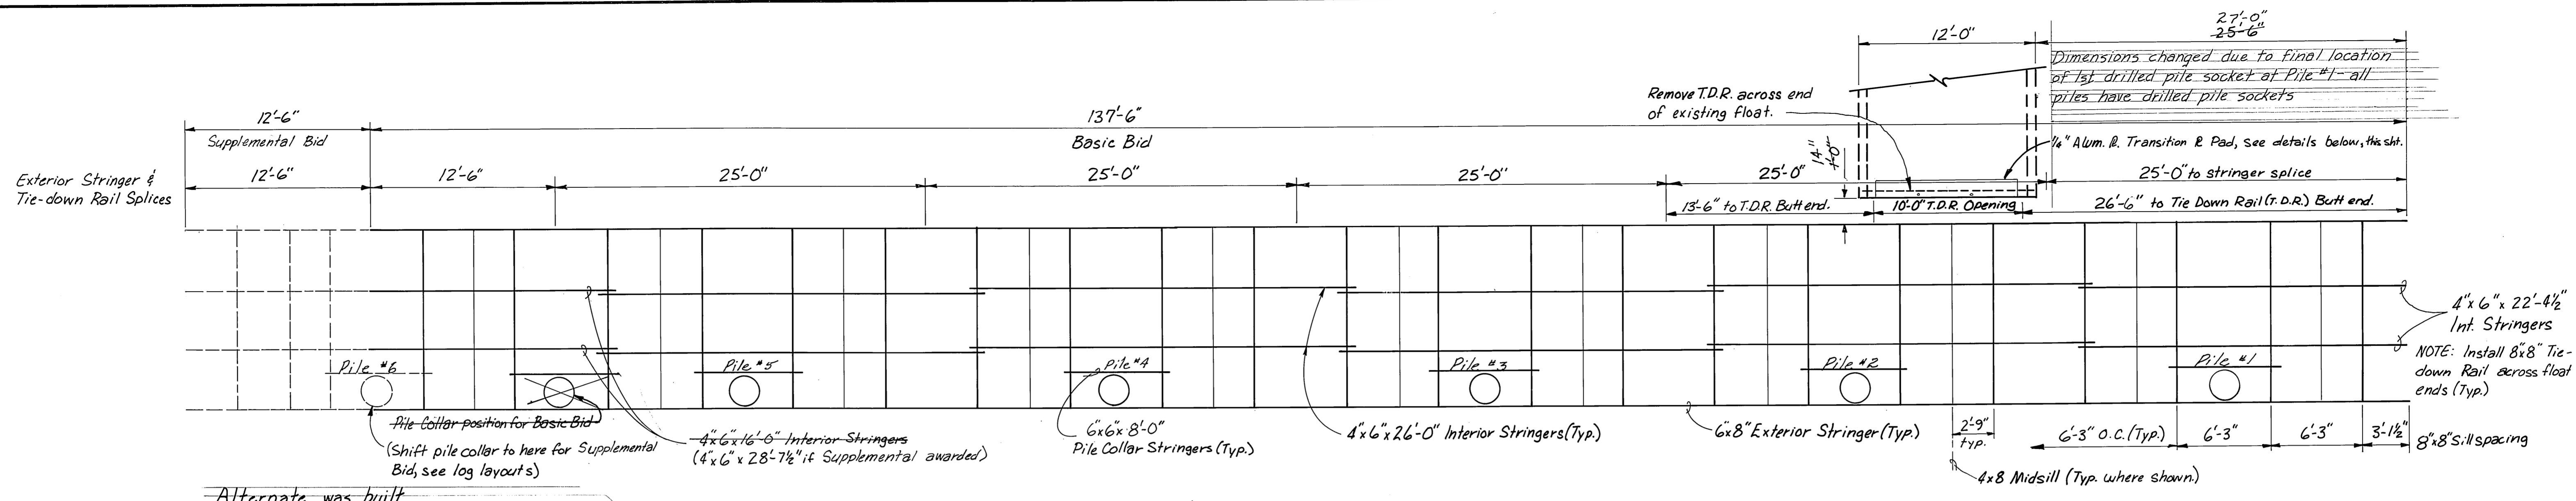 27'-0"
25'-6"
12'-0"
Dimensions changed due to final location
of 1st drilled pile socket at Pile #1- all
piles have drilled pile sockets
Remove T.D.R. across end
of existing float.
12'-6"
137'-6"
Supplemental Bid
Basic Bid
14"
1'-0"
1/4" Alum. ℞. Transition ℞ Pad, see details below, this sht.
Exterior Stringer &
Tie-down Rail Splices
12'-6"
12'-6"
25'-0"
25'-0"
25'-0"
25'-0"
25'-0" to stringer splice
13'-6" to T.D.R. Butt end.
10'-0" T.D.R. Opening
26'-6" to Tie Down Rail (T.D.R.) Butt end.
4"x 6"x 22'-4½"
Int. Stringers
NOTE: Install 8"x8" Tie-
down Rail across float
ends (Typ.)
Pile #6
Pile #5
Pile #4
Pile #3
Pile #2
Pile #1
Pile Collar position for Basic Bid
(Shift pile collar to here for Supplemental
Bid, see log layouts)
4"x6"x16'-0" Interior Stringers
(4"x 6"x 28'-7½" if Supplemental awarded)
6"x6"x 8'-0"
Pile Collar Stringers (Typ.)
4"x 6"x 26'-0" Interior Stringers (Typ.)
6"x8" Exterior Stringer (Typ.)
2'-9"
typ.
6'-3" O.C. (Typ.)
6'-3"
6'-3"
3'-1½"
8"x8" Sill spacing
4x8 Midsill (Typ. where shown.)
Alternate was built